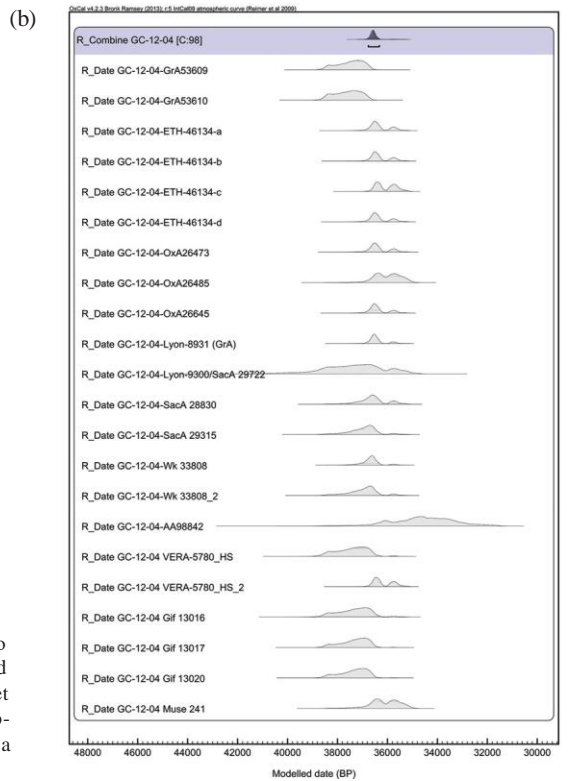 (b)
OxCal v4.2.3 Bronk Ramsey (2013); r:5 IntCal09 atmospheric curve (Reimer et al 2009)
R_Combine GC-12-04 [C:98]
R_Date GC-12-04-GrA53609
R_Date GC-12-04-GrA53610
R_Date GC-12-04-ETH-46134-a
R_Date GC-12-04-ETH-46134-b
R_Date GC-12-04-ETH-46134-c
R_Date GC-12-04-ETH-46134-d
R_Date GC-12-04-OxA26473
R_Date GC-12-04-OxA26485
R_Date GC-12-04-OxA26645
R_Date GC-12-04-Lyon-8931 (GrA)
R_Date GC-12-04-Lyon-9300/SacA 29722
R_Date GC-12-04-SacA 28830
R_Date GC-12-04-SacA 29315
R_Date GC-12-04-Wk 33808
R_Date GC-12-04-Wk 33808_2
R_Date GC-12-04-AA98842
R_Date GC-12-04 VERA-5780_HS
R_Date GC-12-04 VERA-5780_HS_2
R_Date GC-12-04 Gif 13016
R_Date GC-12-04 Gif 13017
R_Date GC-12-04 Gif 13020
R_Date GC-12-04 Muse 241
o
d
et
-
a
48000 46000 44000 42000 40000 38000 36000 34000 32000 30000
Modelled date (BP)